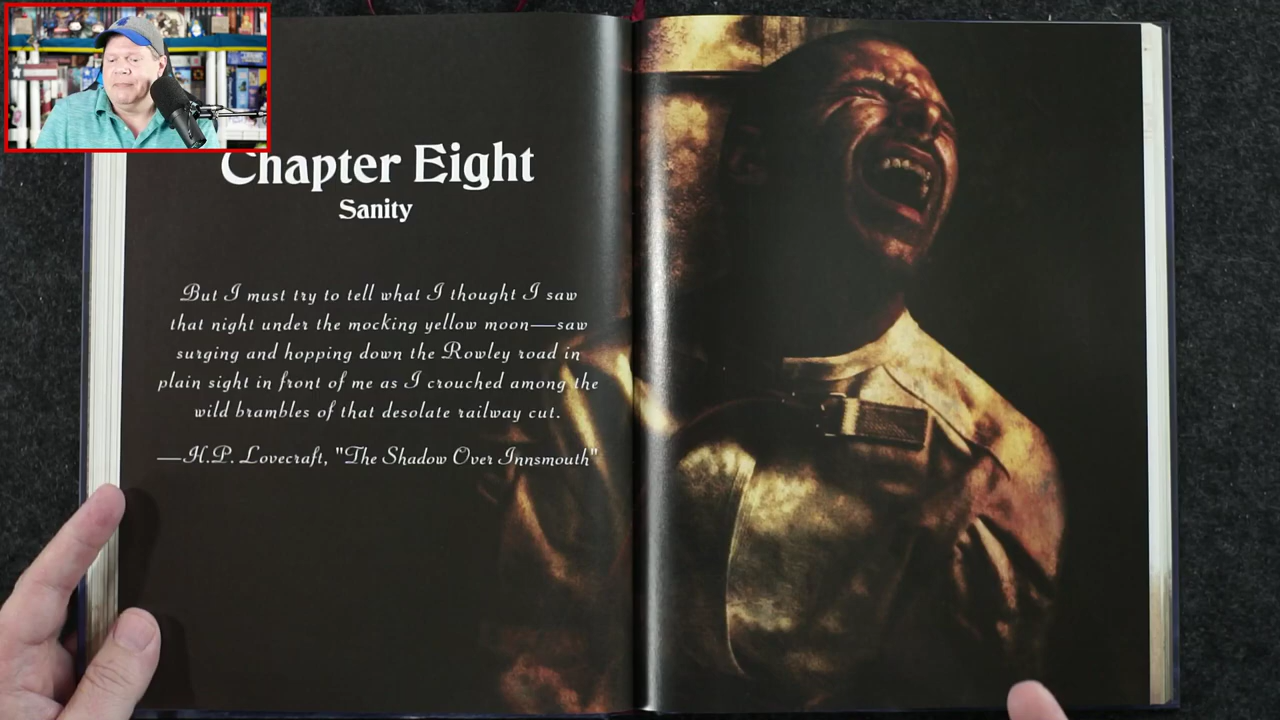 Chapter Eight
Sanity
But I must try to tell what I thought I saw
that night under the mocking yellow moon—saw
surging and hopping down the Rowley road in
plain sight in front of me as I crouched among the
wild brambles of that desolate railway cut.
—H.P. Lovecraft, "The Shadow Over Innsmouth"